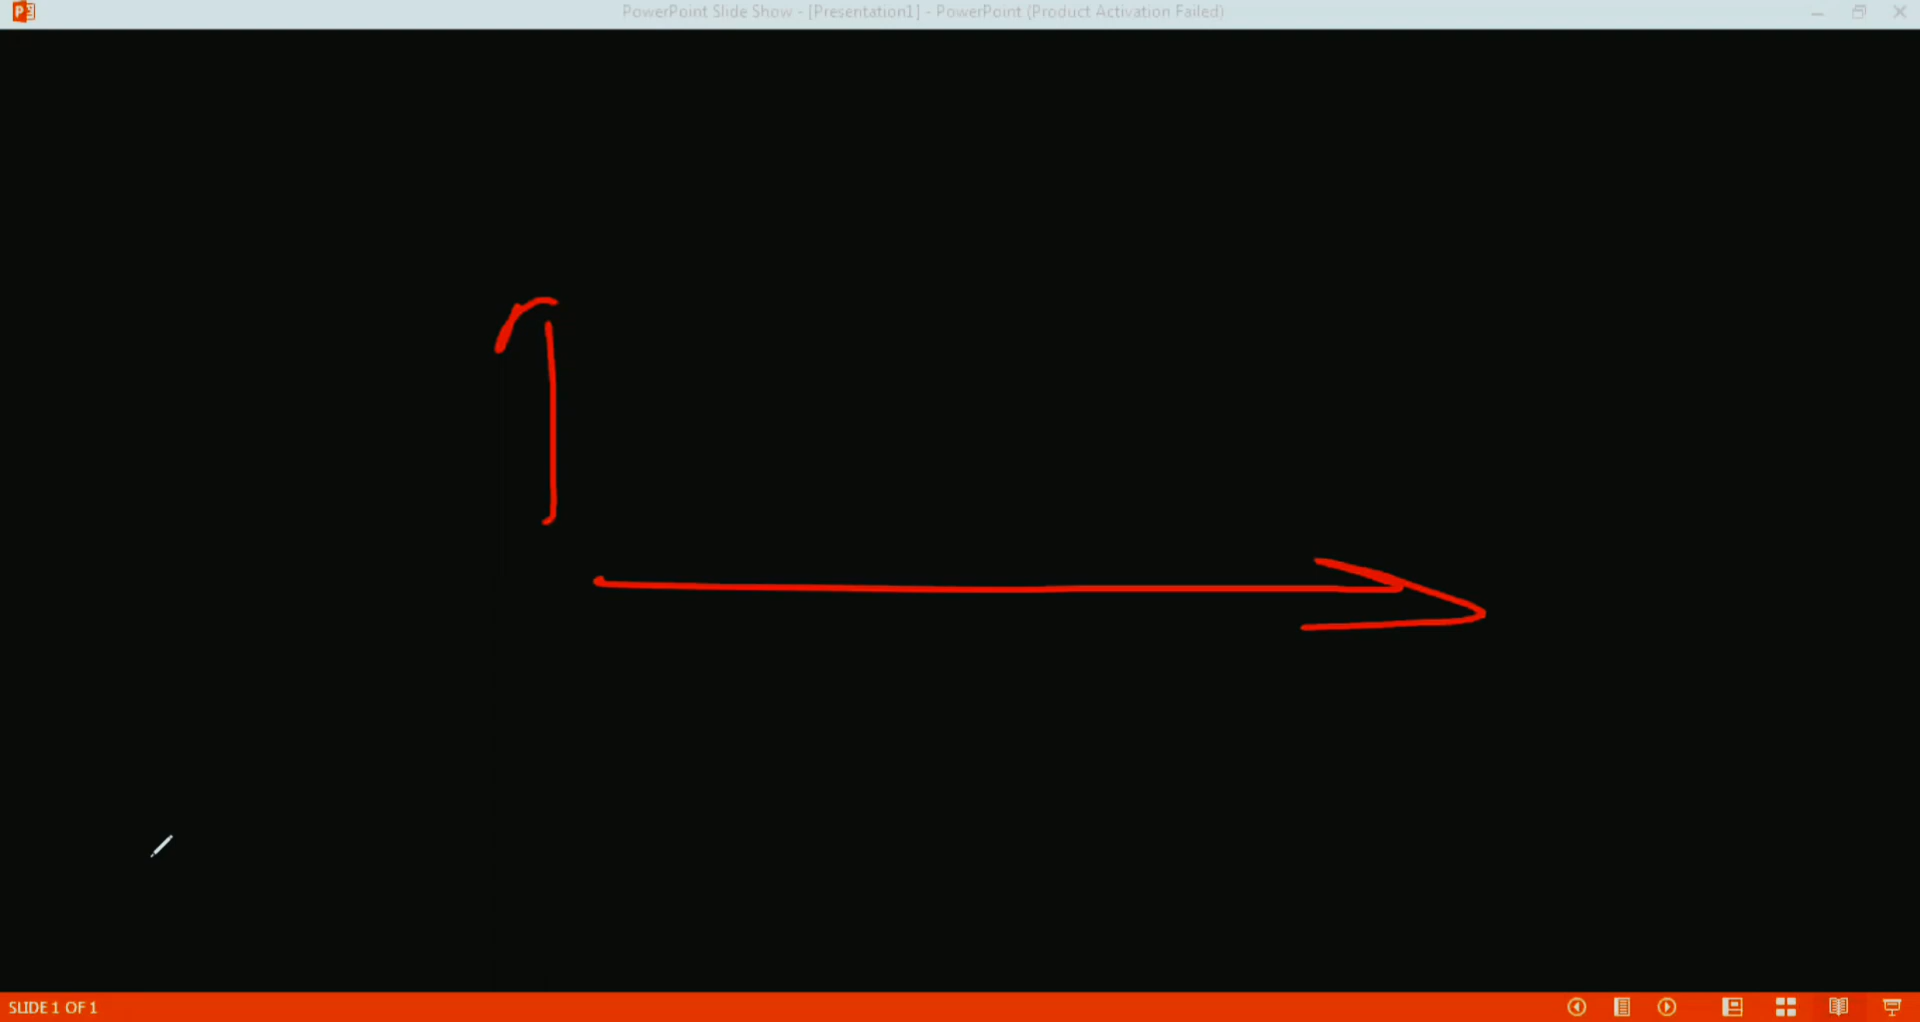 PowerPoint Slide Show - [Presentation1] - PowerPoint (Product Activation Failed)
1
SLIDE 1 OF 1